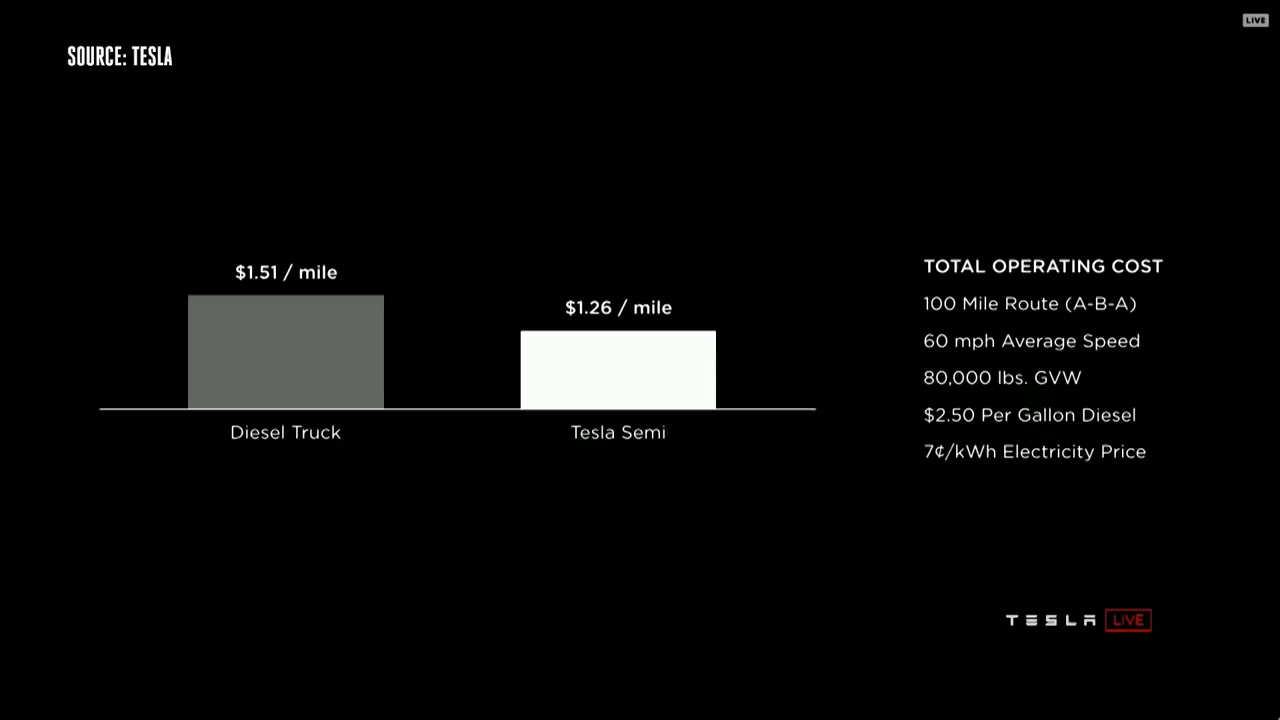 LIVE
SOURCE: TESLA
$1.51 / mile
$1.26 / mile
Diesel Truck
Tesla Semi
TOTAL OPERATING COST
100 Mile Route (A-B-A)
60 mph Average Speed
80,000 lbs. GVW
$2.50 Per Gallon Diesel
7¢/kWh Electricity Price
TESLA LIVE